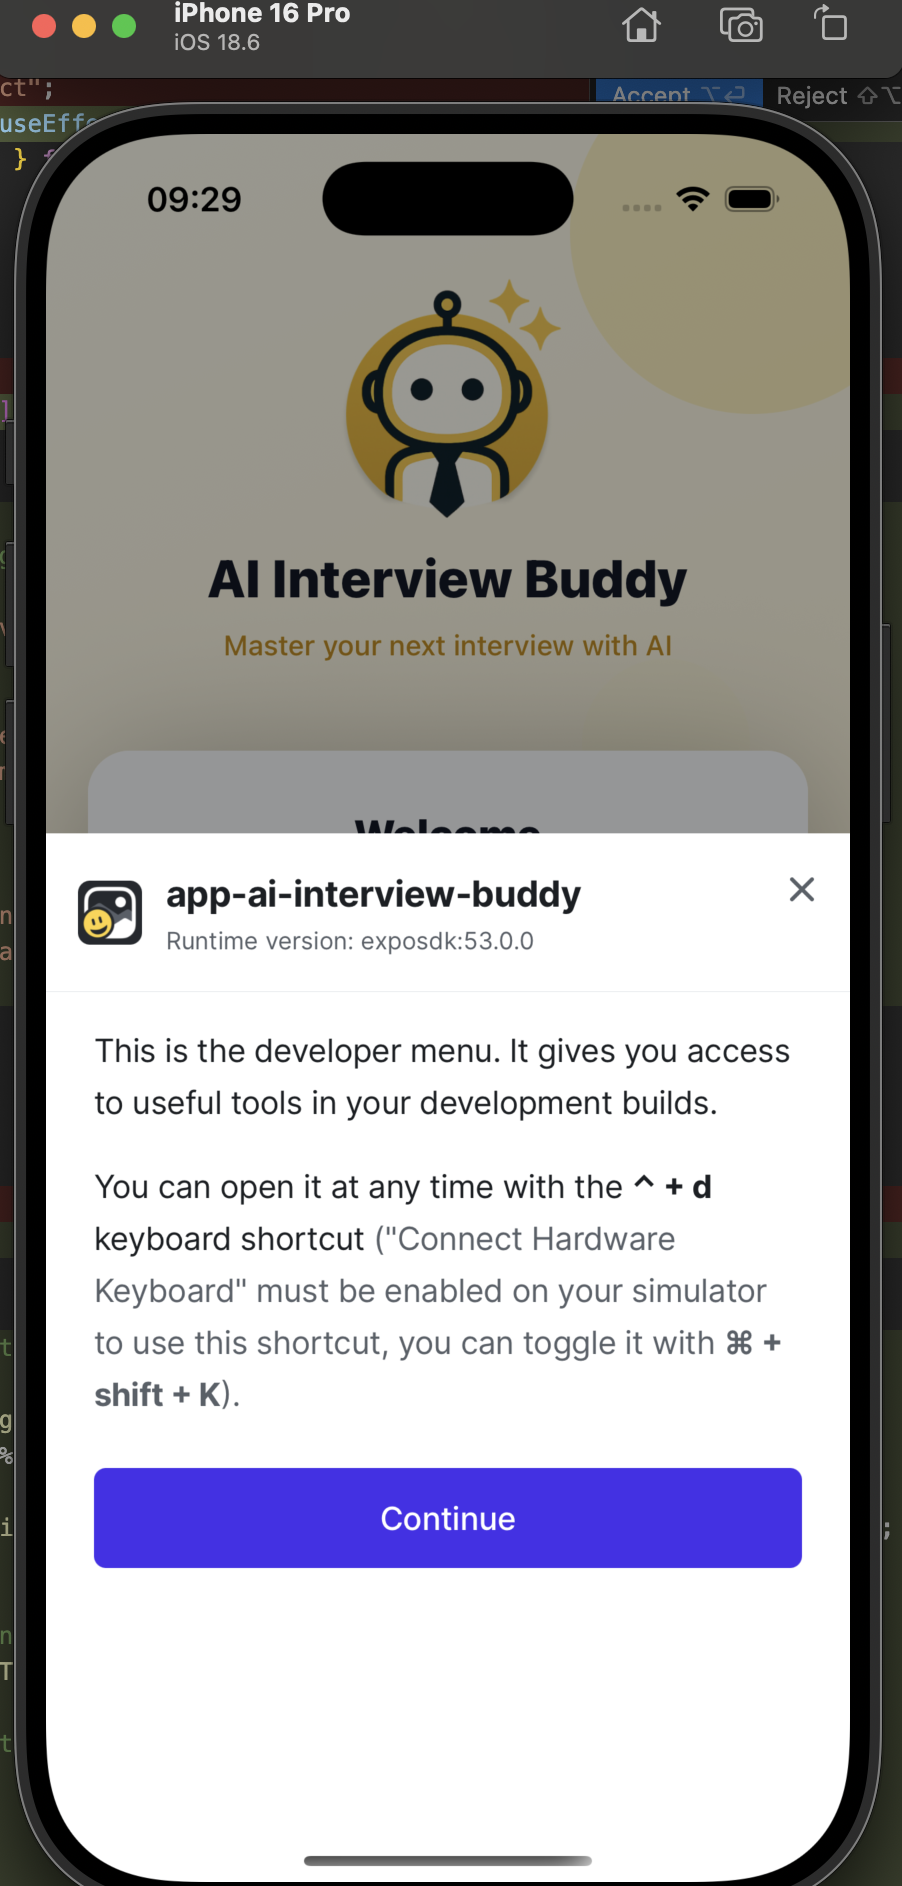 iPhone 16 Pro
iOS 18.6
ct";
Accept ⌥⏎ Reject ⇧⌥
useEffe
} f
09:29
]
AI Interview Buddy
Master your next interview with AI
Welcome
app-ai-interview-buddy
Runtime version: exposdk:53.0.0
This is the developer menu. It gives you access
to useful tools in your development builds.
You can open it at any time with the ^ + d
keyboard shortcut ("Connect Hardware
Keyboard" must be enabled on your simulator
to use this shortcut, you can toggle it with ⌘ +
shift + K).
Continue